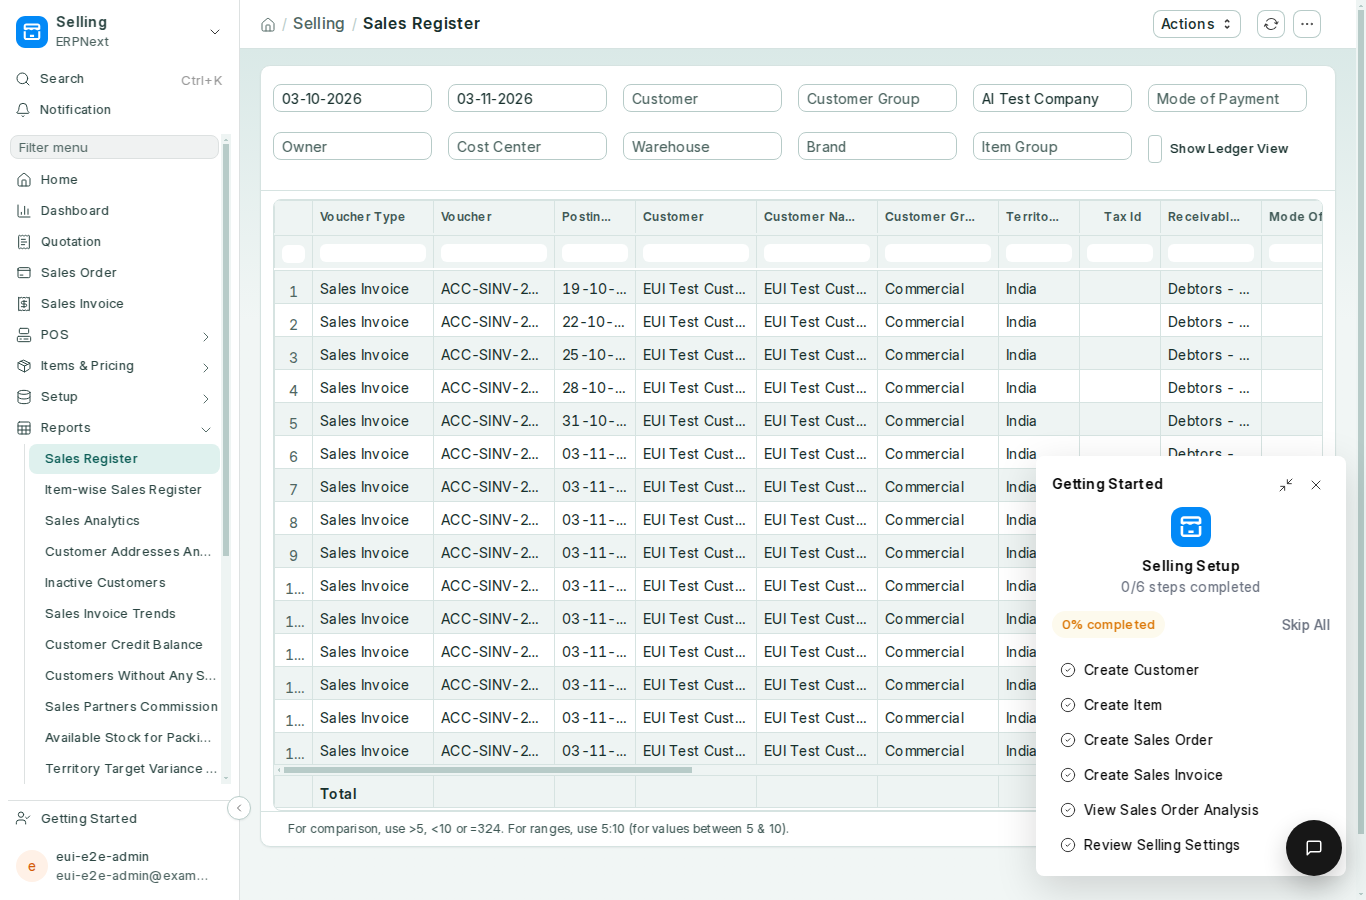 Selling
ERPNext
Search Ctrl+K
Notification
Filter menu
Home
Dashboard
Quotation
Sales Order
Sales Invoice
POS
Items & Pricing
Setup
Reports
Sales Register
Item-wise Sales Register
Sales Analytics
Customer Addresses An...
Inactive Customers
Sales Invoice Trends
Customer Credit Balance
Customers Without Any S...
Sales Partners Commission
Available Stock for Packi...
Territory Target Variance ...
Getting Started
e
eui-e2e-admin
eui-e2e-admin@exam...
/ Selling / Sales Register
Actions
03-10-2026 03-11-2026 Customer Customer Group AI Test Company Mode of Payment
Owner Cost Center Warehouse Brand Item Group Show Ledger View
Voucher Type Voucher Postin... Customer Customer Na... Customer Gr... Territo... Tax Id Receivabl... Mode Of
1 Sales Invoice ACC-SINV-2... 19-10-... EUI Test Cust... EUI Test Cust... Commercial India Debtors - ...
2 Sales Invoice ACC-SINV-2... 22-10-... EUI Test Cust... EUI Test Cust... Commercial India Debtors - ...
3 Sales Invoice ACC-SINV-2... 25-10-... EUI Test Cust... EUI Test Cust... Commercial India Debtors - ...
4 Sales Invoice ACC-SINV-2... 28-10-... EUI Test Cust... EUI Test Cust... Commercial India Debtors - ...
5 Sales Invoice ACC-SINV-2... 31-10-... EUI Test Cust... EUI Test Cust... Commercial India Debtors - ...
6 Sales Invoice ACC-SINV-2... 03-11-... EUI Test Cust... EUI Test Cust... Commercial India Debtors - ...
7 Sales Invoice ACC-SINV-2... 03-11-... EUI Test Cust... EUI Test Cust... Commercial India
8 Sales Invoice ACC-SINV-2... 03-11-... EUI Test Cust... EUI Test Cust... Commercial India
9 Sales Invoice ACC-SINV-2... 03-11-... EUI Test Cust... EUI Test Cust... Commercial India
1... Sales Invoice ACC-SINV-2... 03-11-... EUI Test Cust... EUI Test Cust... Commercial India
1... Sales Invoice ACC-SINV-2... 03-11-... EUI Test Cust... EUI Test Cust... Commercial India
1... Sales Invoice ACC-SINV-2... 03-11-... EUI Test Cust... EUI Test Cust... Commercial India
1... Sales Invoice ACC-SINV-2... 03-11-... EUI Test Cust... EUI Test Cust... Commercial India
1... Sales Invoice ACC-SINV-2... 03-11-... EUI Test Cust... EUI Test Cust... Commercial India
1... Sales Invoice ACC-SINV-2... 03-11-... EUI Test Cust... EUI Test Cust... Commercial India
Total
For comparison, use >5, <10 or =324. For ranges, use 5:10 (for values between 5 & 10).
Getting Started
Selling Setup
0/6 steps completed
0% completed Skip All
Create Customer
Create Item
Create Sales Order
Create Sales Invoice
View Sales Order Analysis
Review Selling Settings